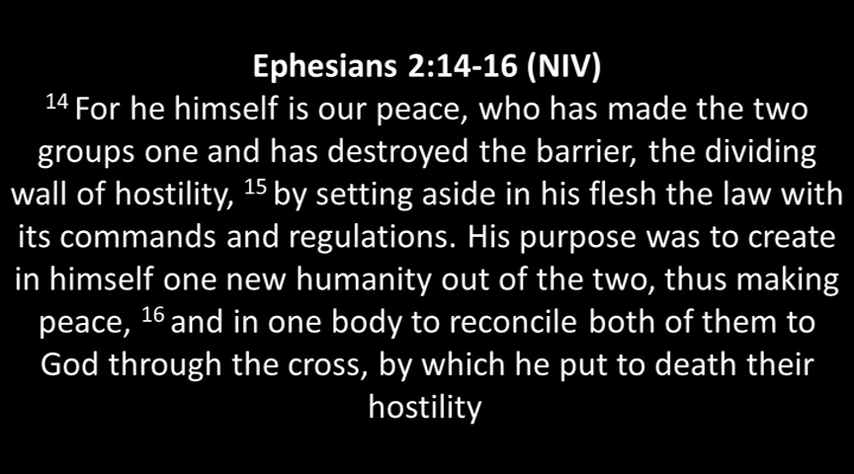 Ephesians 2:14-16 (NIV)
14 For he himself is our peace, who has made the two
groups one and has destroyed the barrier, the dividing
wall of hostility, 15 by setting aside in his flesh the law with
its commands and regulations. His purpose was to create
in himself one new humanity out of the two, thus making
peace, 16 and in one body to reconcile both of them to
God through the cross, by which he put to death their
hostility